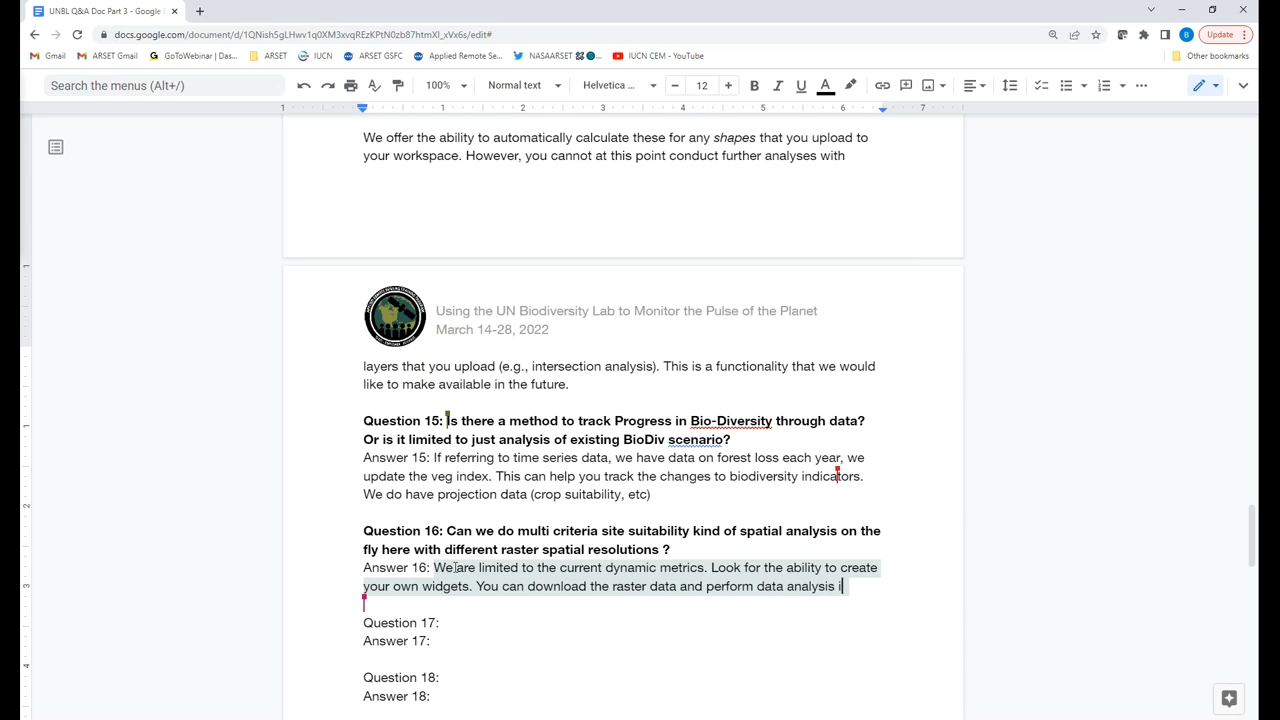 UNBL Q&A Doc Part 3 - Google
docs.google.com/document/d/1QNish5gLHwv1q0XM3xvqREzKPtN0zb87htmXl_xVx6s/edit#
Update
Gmail
ARSET Gmail
GoToWebinar | Das...
ARSET
IUCN
ARSET GSFC
Applied Remote Se...
NASAARSET
IUCN CEM - YouTube
Other bookmarks
Search the menus (Alt+/)
100%
Normal text
Helvetica ...
12
B I U A
1 1 2 3 4 5 6 7
We offer the ability to automatically calculate these for any shapes that you upload to
your workspace. However, you cannot at this point conduct further analyses with
Using the UN Biodiversity Lab to Monitor the Pulse of the Planet
March 14-28, 2022
layers that you upload (e.g., intersection analysis). This is a functionality that we would
like to make available in the future.
Question 15: Is there a method to track Progress in Bio-Diversity through data?
Or is it limited to just analysis of existing BioDiv scenario?
Answer 15: If referring to time series data, we have data on forest loss each year, we
update the veg index. This can help you track the changes to biodiversity indicators.
We do have projection data (crop suitability, etc)
Question 16: Can we do multi criteria site suitability kind of spatial analysis on the
fly here with different raster spatial resolutions ?
Answer 16: We are limited to the current dynamic metrics. Look for the ability to create
your own widgets. You can download the raster data and perform data analysis i
Question 17:
Answer 17:
Question 18:
Answer 18: